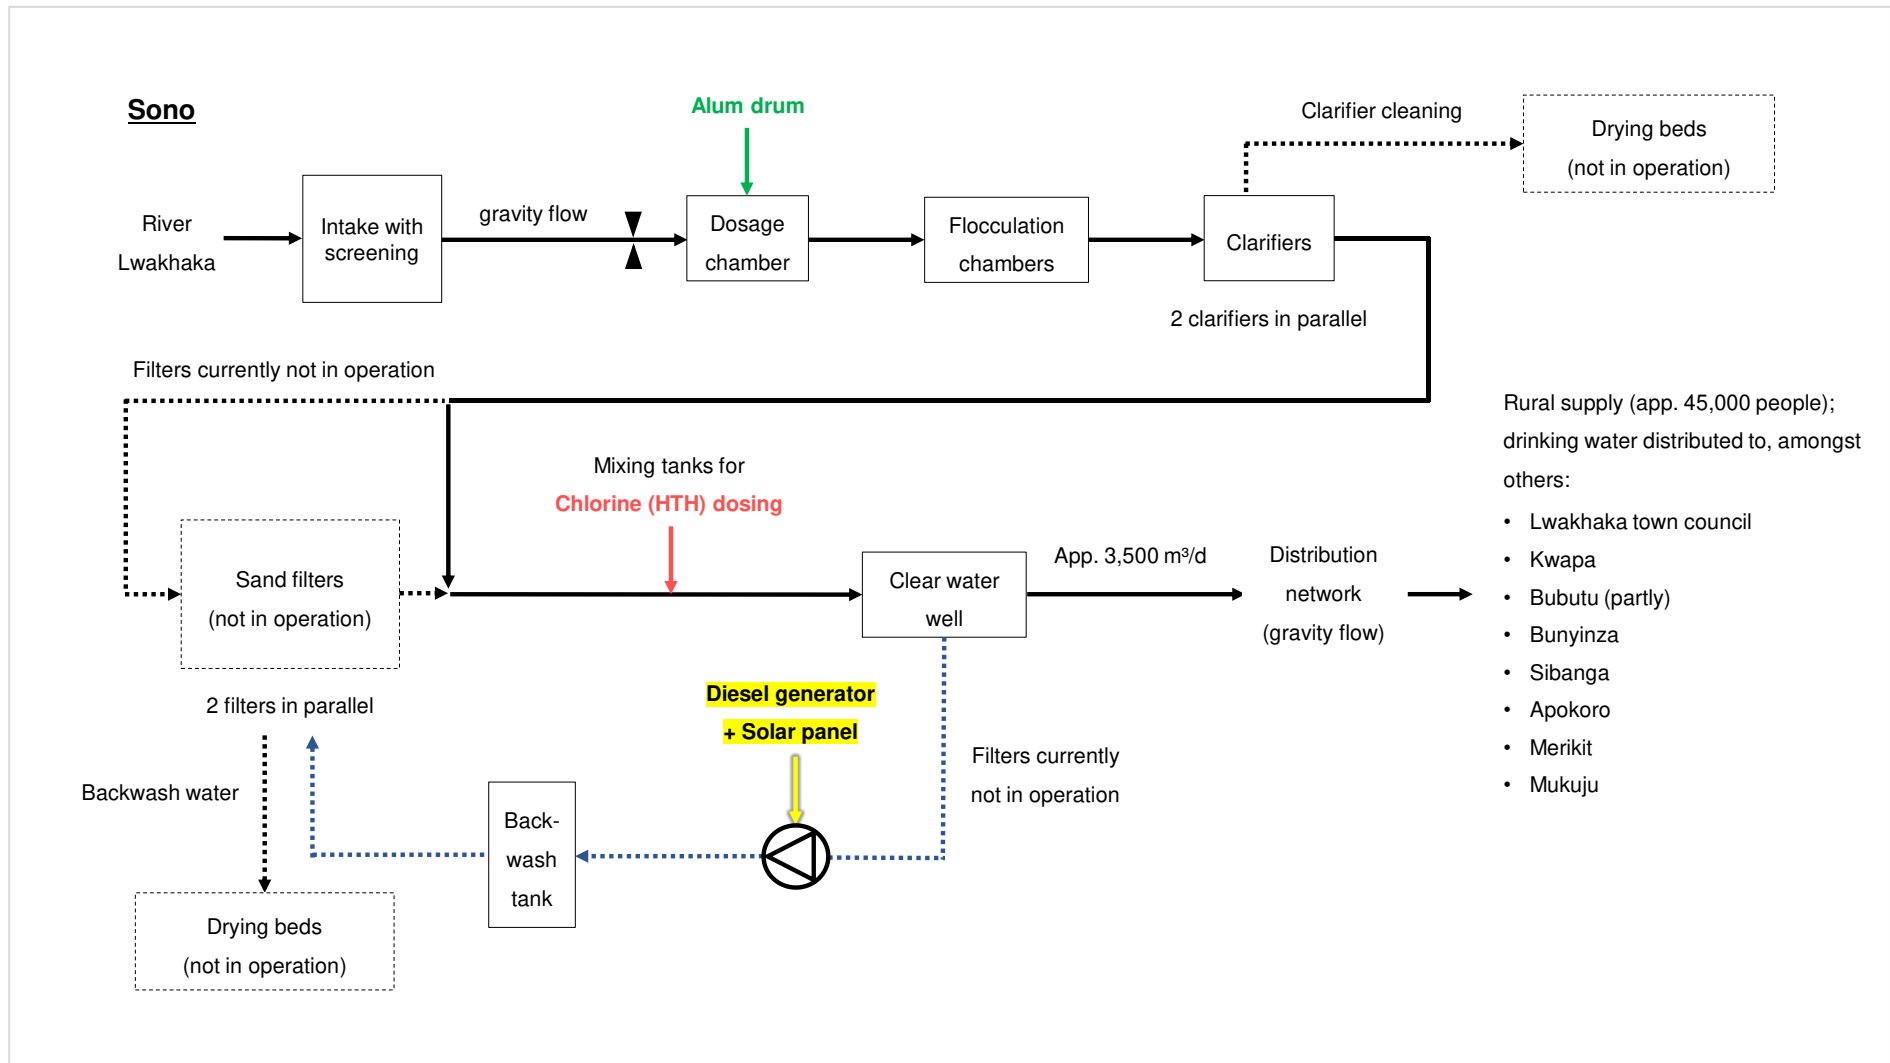 Sono
Alum drum
Clarifier cleaning
Drying beds
(not in operation)
River
Lwakhaka
Intake with
screening
gravity flow
Dosage
chamber
Flocculation
chambers
Clarifiers
2 clarifiers in parallel
Filters currently not in operation
Rural supply (app. 45,000 people);
drinking water distributed to, amongst
others:
• Lwakhaka town council
• Kwapa
• Bubutu (partly)
• Bunyinza
• Sibanga
• Apokoro
• Merikit
• Mukuju
Mixing tanks for
Chlorine (HTH) dosing
Sand filters
(not in operation)
2 filters in parallel
Clear water
well
App. 3,500 m³/d
Distribution
network
(gravity flow)
Diesel generator
+ Solar panel
Filters currently
not in operation
Backwash water
Back-
wash
tank
Drying beds
(not in operation)